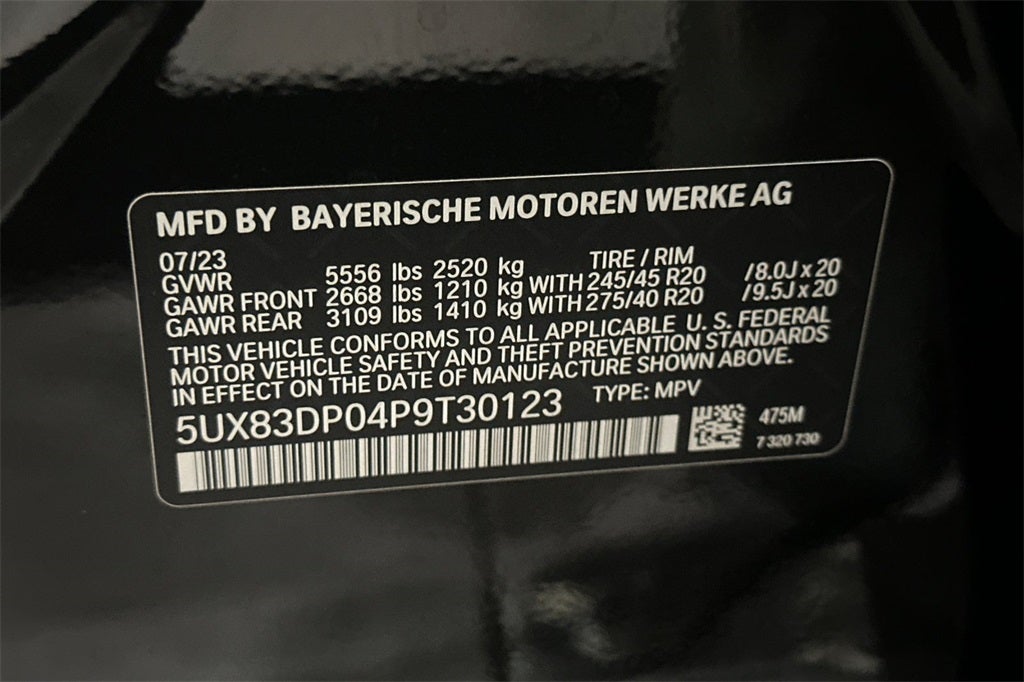 MFD BY BAYERISCHE MOTOREN WERKE AG
07/23 TIRE / RIM
GVWR 5556 lbs 2520 kg
GAWR FRONT 2668 lbs 1210 kg WITH 245/45 R20 /8.0J x 20
GAWR REAR 3109 lbs 1410 kg WITH 275/40 R20 /9.5J x 20
THIS VEHICLE CONFORMS TO ALL APPLICABLE U. S. FEDERAL
MOTOR VEHICLE SAFETY AND THEFT PREVENTION STANDARDS
IN EFFECT ON THE DATE OF MANUFACTURE SHOWN ABOVE.
5UX83DP04P9T30123 TYPE: MPV
475M
7 320 730